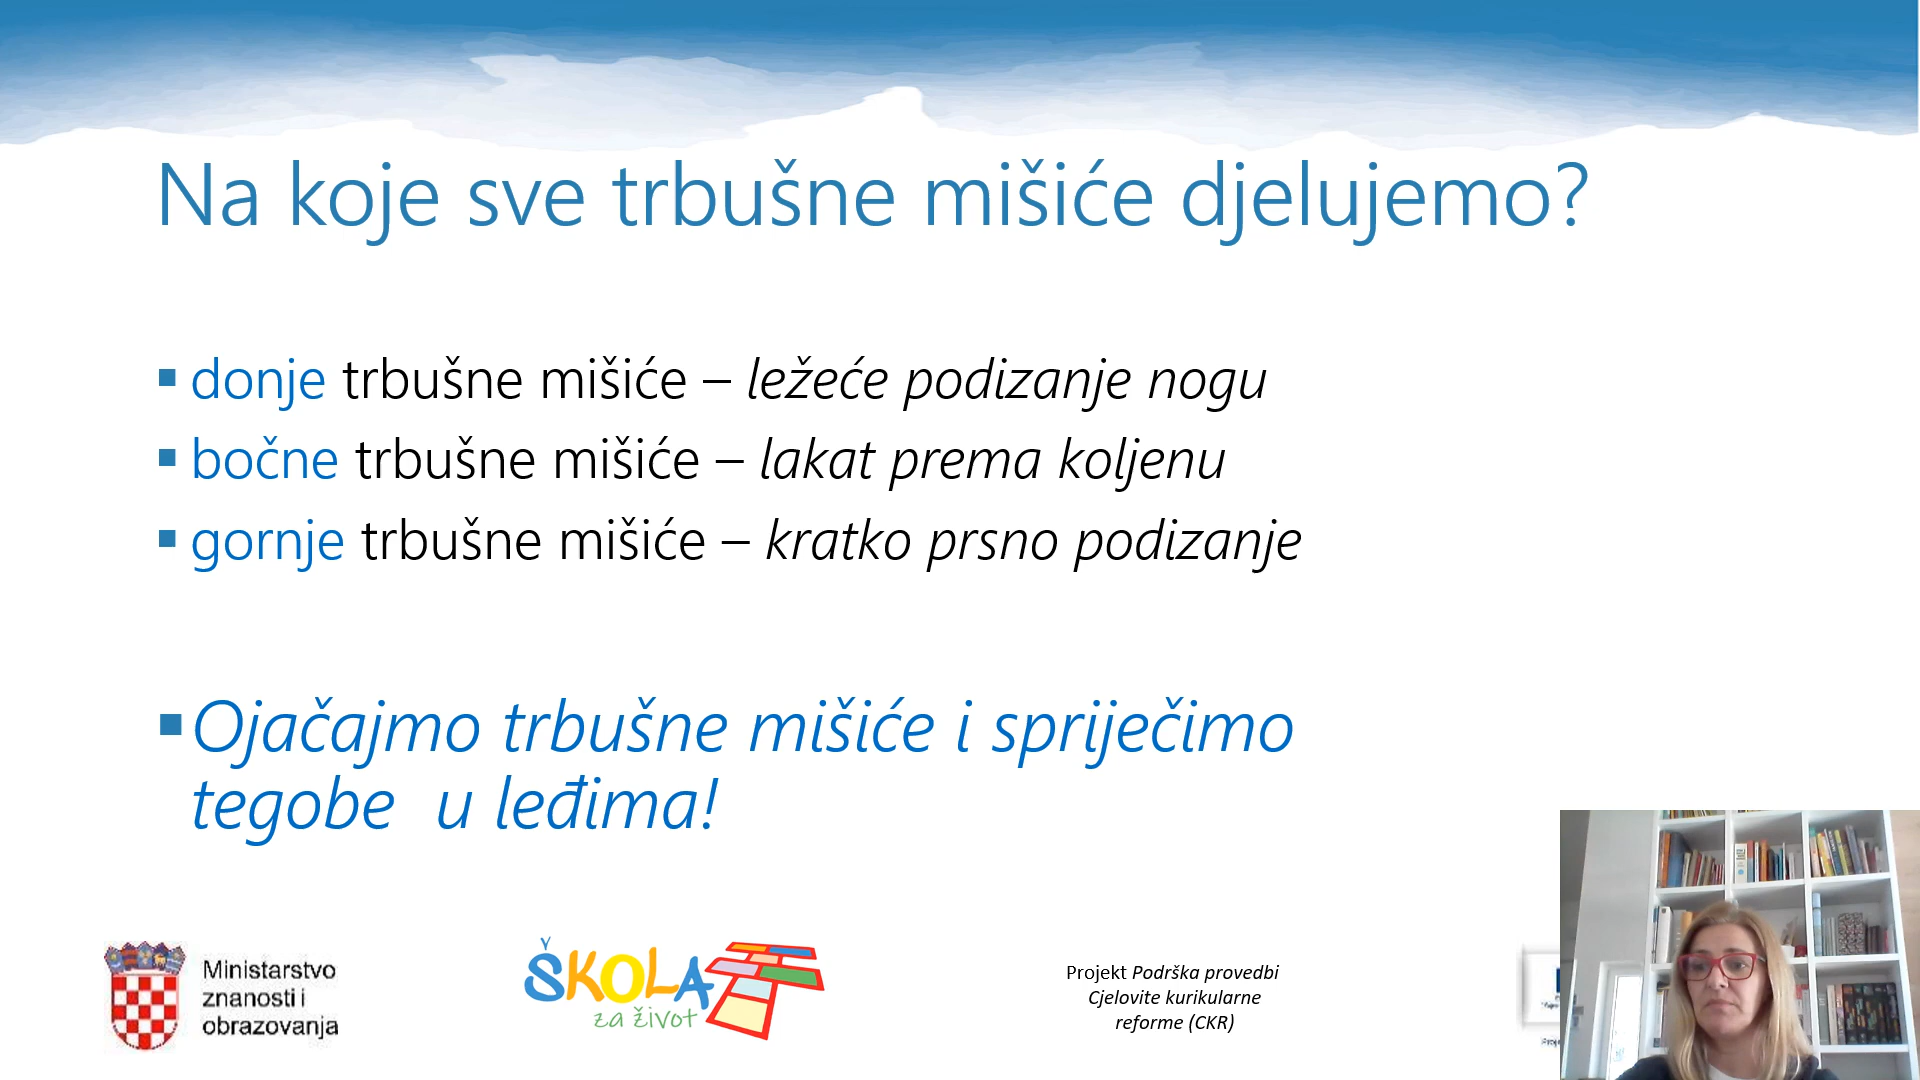 Na koje sve trbušne mišiće djelujemo?
donje trbušne mišiće – ležeće podizanje nogu
bočne trbušne mišiće – lakat prema koljenu
gornje trbušne mišiće – kratko prsno podizanje
Ojačajmo trbušne mišiće i spriječimo
tegobe u leđima!
Ministarstvo
znanosti i
obrazovanja
ŠKOLA
za život
Projekt Podrška provedbi
Cjelovite kurikularne
reforme (CKR)